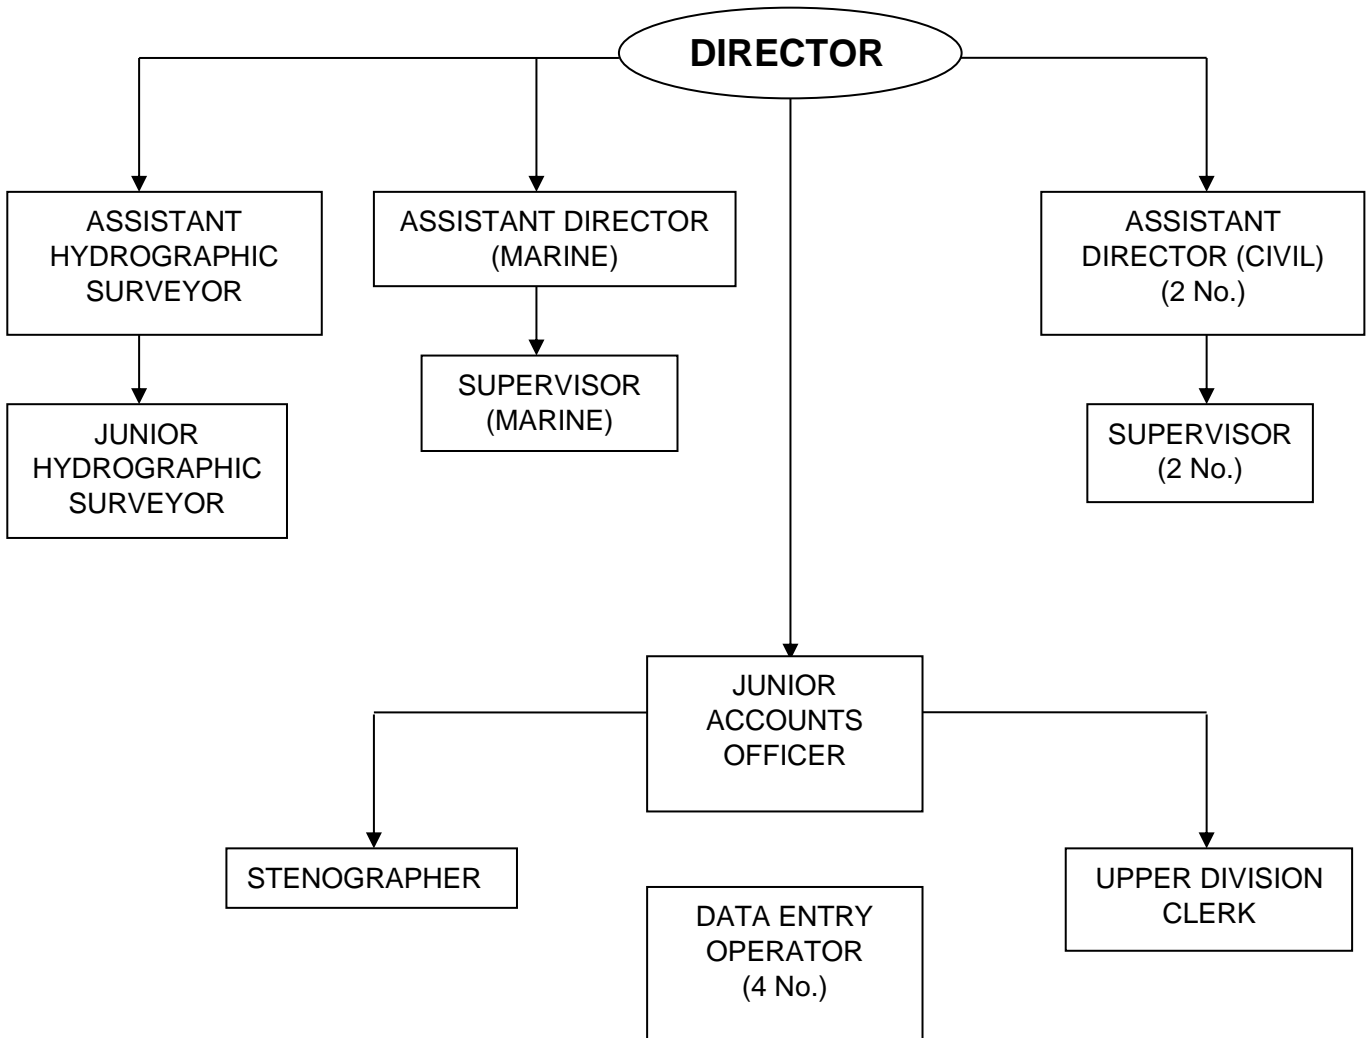 DIRECTOR
ASSISTANT
HYDROGRAPHIC
SURVEYOR
ASSISTANT DIRECTOR
(MARINE)
ASSISTANT
DIRECTOR (CIVIL)
(2 No.)
SUPERVISOR
(MARINE)
JUNIOR
HYDROGRAPHIC
SURVEYOR
SUPERVISOR
(2 No.)
JUNIOR
ACCOUNTS
OFFICER
STENOGRAPHER
DATA ENTRY
OPERATOR
(4 No.)
UPPER DIVISION
CLERK